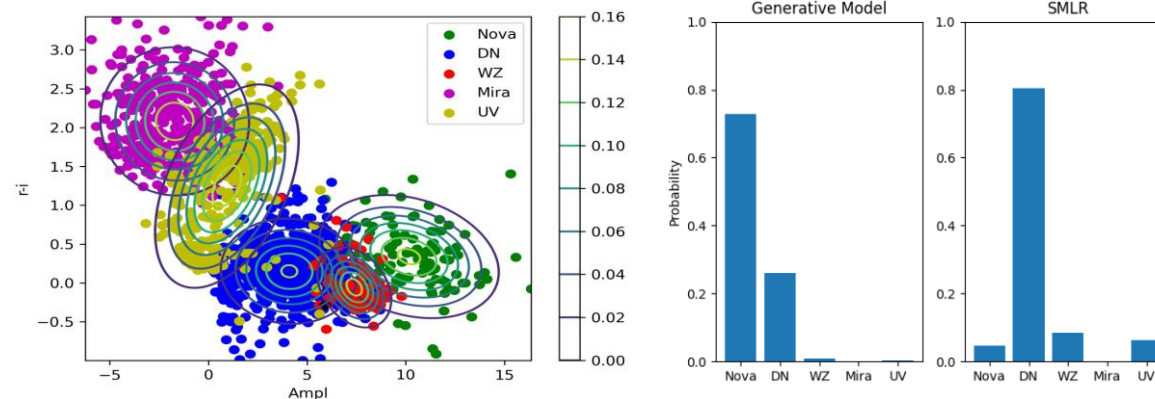 r-i
3.0
2.5
2.0
1.5
1.0
0.5
0.0
−0.5
−5
0
5
10
15
Ampl
Nova
DN
WZ
Mira
UV
0.16
0.14
0.12
0.10
0.08
0.06
0.04
0.02
0.00
Generative Model
Probability
1.0
0.8
0.6
0.4
0.2
0.0
Nova
DN
WZ
Mira
UV
SMLR
1.0
0.8
0.6
0.4
0.2
0.0
Nova
DN
WZ
Mira
UV